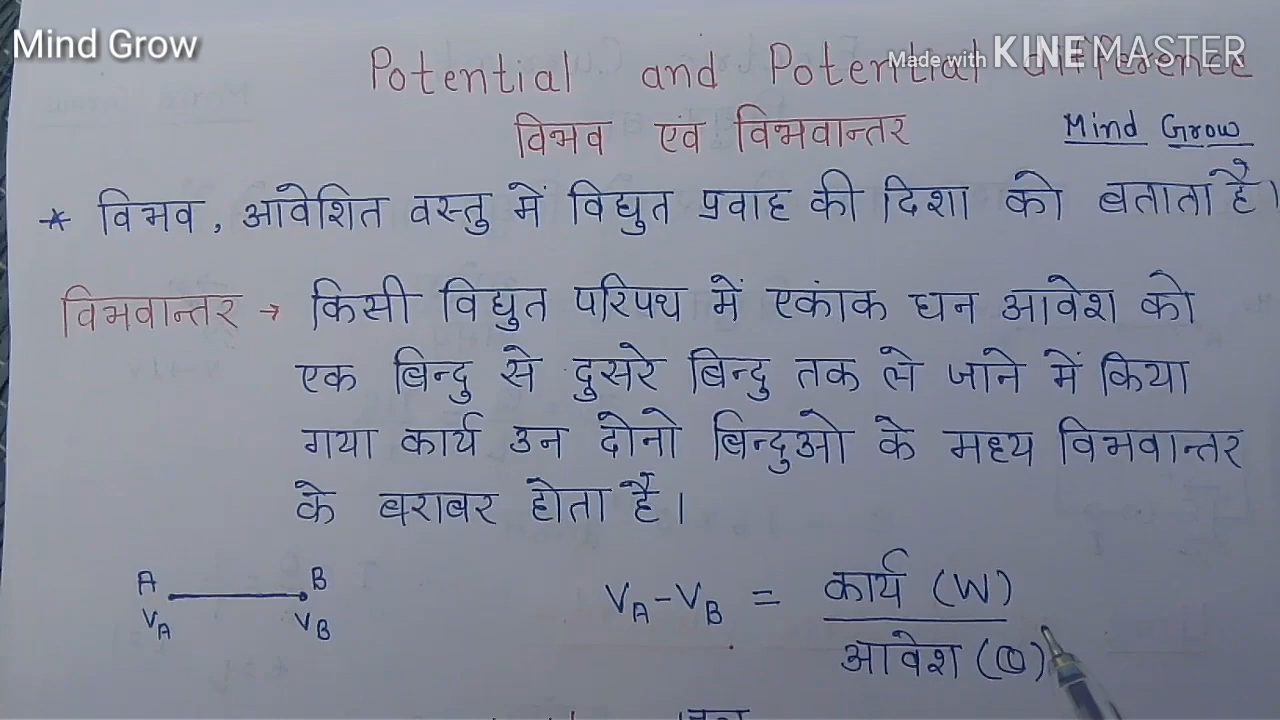 Mind Grow
Made with KINEMASTER
Potential and Potential difference
विभव एवं विभवान्तर
Mind Grow
* विभव, आवेशित वस्तु में विद्युत प्रवाह की दिशा को बताता है।
विभवान्तर → किसी विद्युत परिपथ में एकांक धन आवेश को
एक बिन्दु से दुसरे बिन्दु तक ले जाने में किया
गया कार्य उन दोनो बिन्दुओ के मध्य विभवान्तर
के बराबर होता है।
A B
VA VB
VA - VB = कार्य (W)
आवेश (Q)